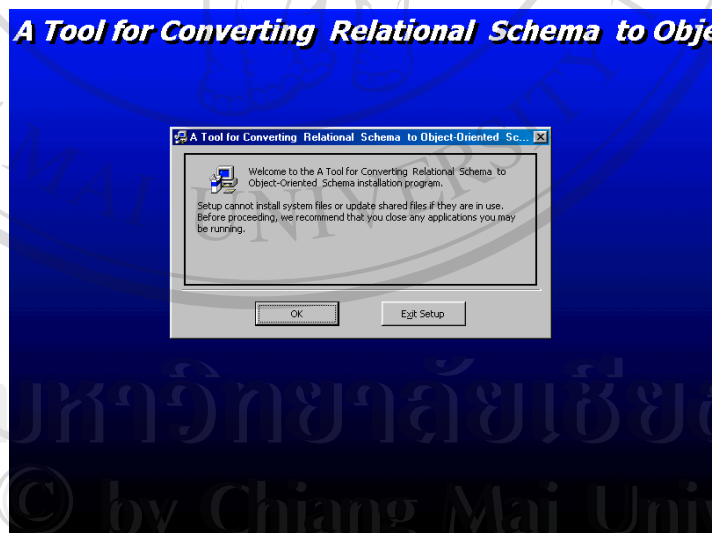 A Tool for Converting Relational Schema to Obje
A Tool for Converting Relational Schema to Object-Oriented Sc...
Welcome to the A Tool for Converting Relational Schema to
Object-Oriented Schema installation program.
Setup cannot install system files or update shared files if they are in use.
Before proceeding, we recommend that you close any applications you may
be running.
OK
Exit Setup
MAI UNIVERSITY
มหาวิทยาลัยเชีย
© by Chiang Mai Univ